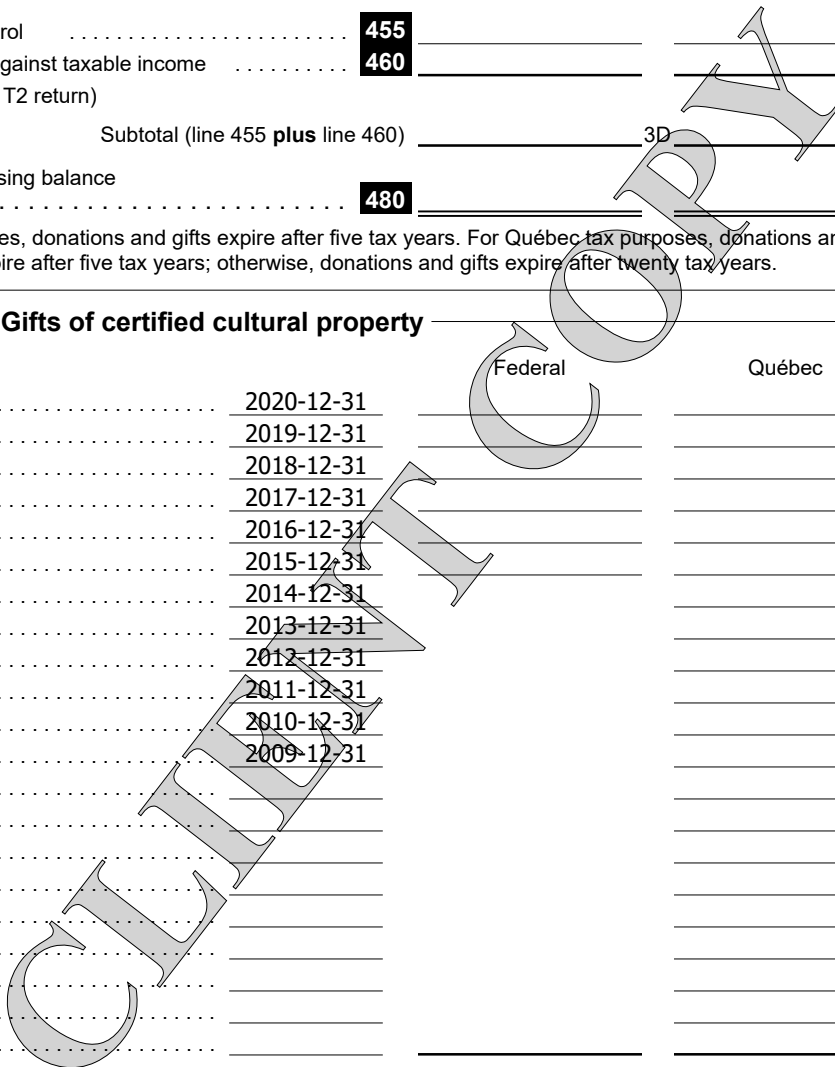 rol ........................ 455
gainst taxable income .......... 460
T2 return)
Subtotal (line 455 plus line 460) 3D
sing balance
......................... 480
es, donations and gifts expire after five tax years. For Québec tax purposes, donations an
ire after five tax years; otherwise, donations and gifts expire after twenty tax years.
Gifts of certified cultural property
Federal Québec
2020-12-31
2019-12-31
2018-12-31
2017-12-31
2016-12-31
2015-12-31
2014-12-31
2013-12-31
2012-12-31
2011-12-31
2010-12-31
2009-12-31
CLIENT COPY